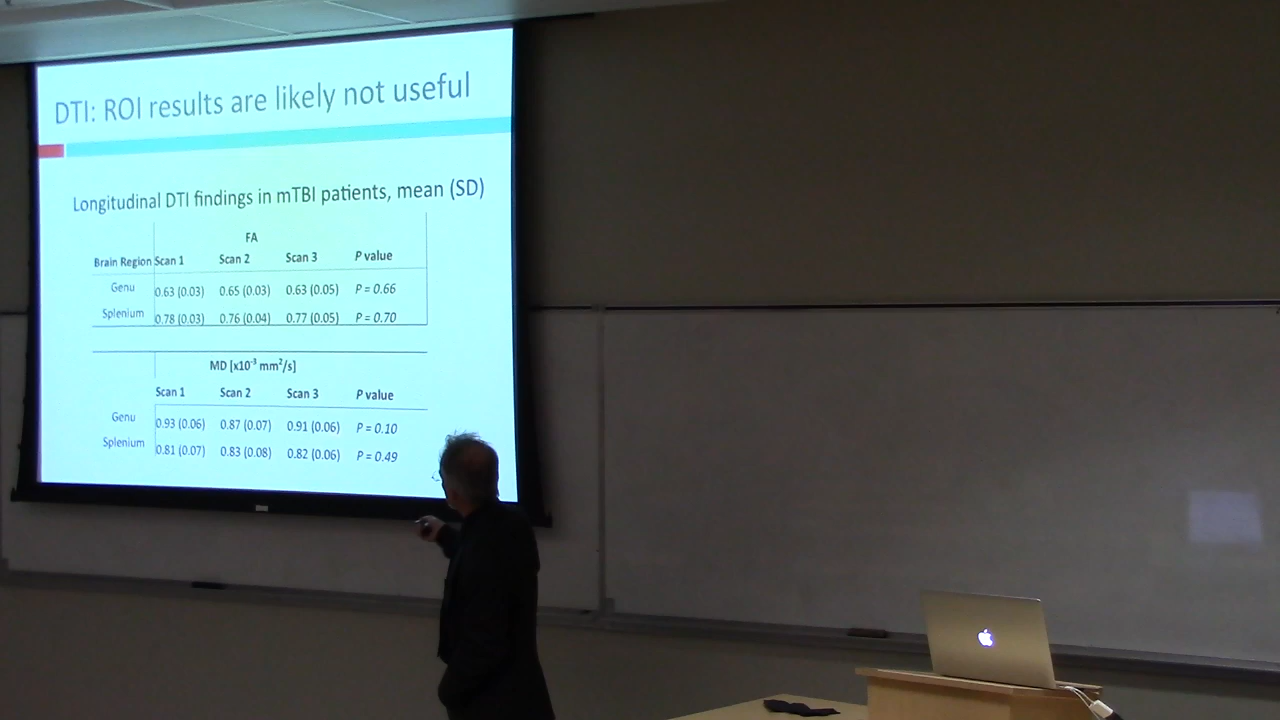 DTI: ROI results are likely not useful
Longitudinal DTI findings in mTBI patients, mean (SD)
FA
Brain Region Scan 1 Scan 2 Scan 3 P value
Genu 0.63 (0.03) 0.65 (0.03) 0.63 (0.05) P = 0.66
Splenium 0.78 (0.03) 0.76 (0.04) 0.77 (0.05) P = 0.70
MD [x10⁻³ mm²/s]
Scan 1 Scan 2 Scan 3 P value
Genu 0.93 (0.06) 0.87 (0.07) 0.91 (0.06) P = 0.10
Splenium 0.81 (0.07) 0.83 (0.08) 0.82 (0.06) P = 0.49